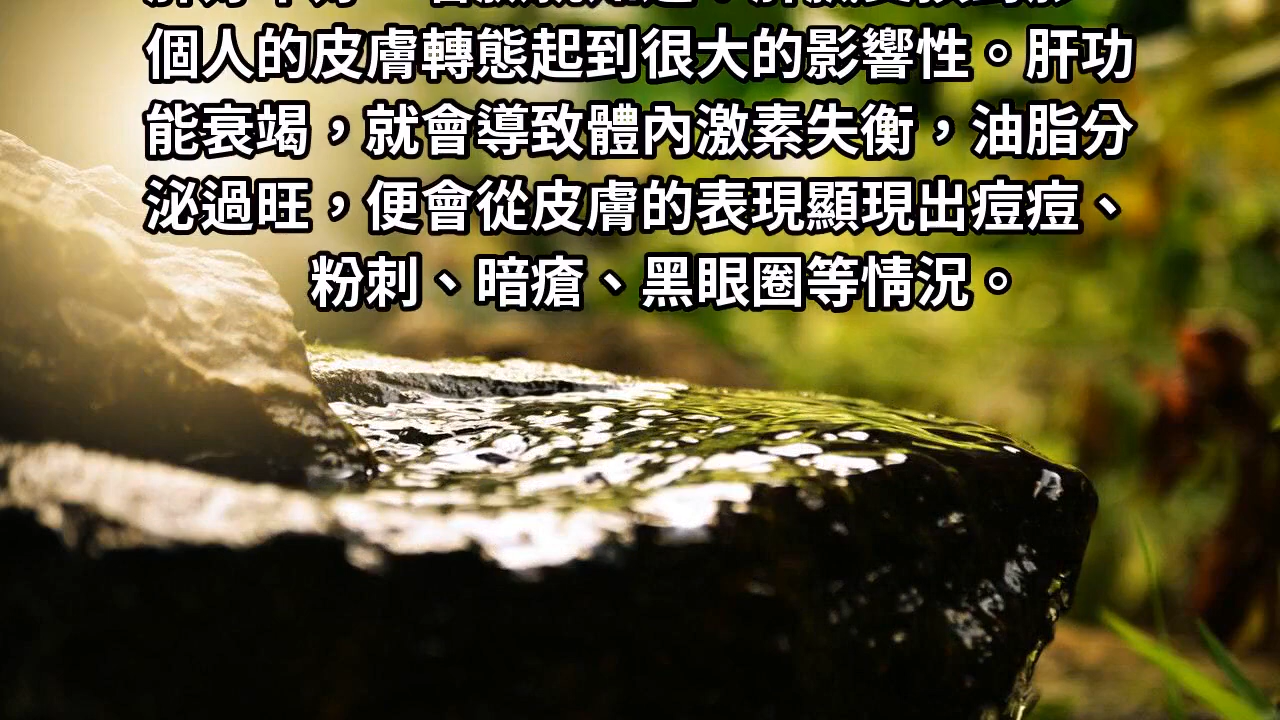 個人的皮膚轉態起到很大的影響性。肝功
能衰竭，就會導致體內激素失衡，油脂分
泌過旺，便會從皮膚的表現顯現出痘痘、
粉刺、暗瘡、黑眼圈等情況。